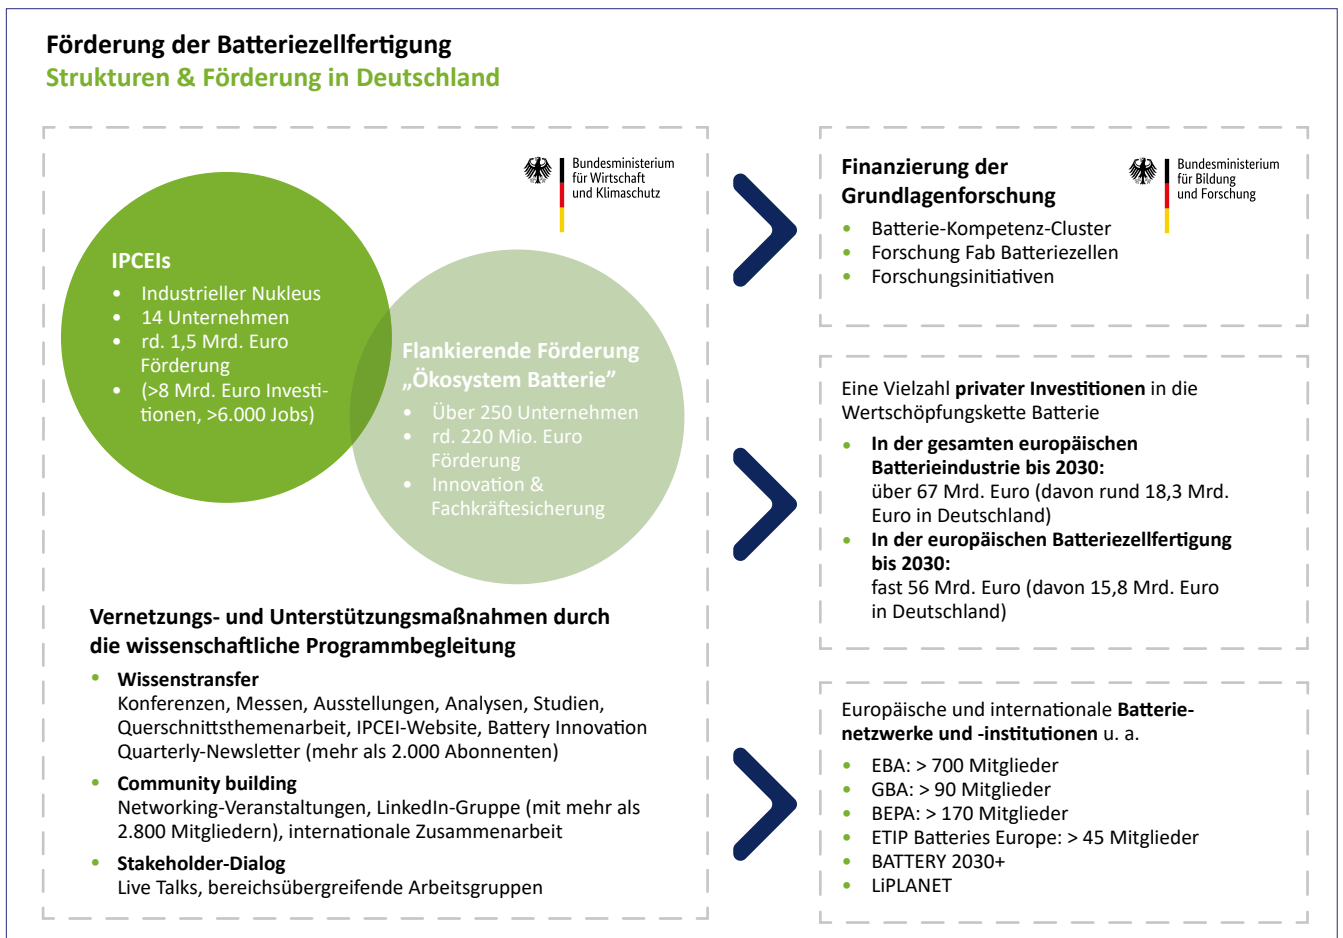 Förderung der Batteriezellfertigung
Strukturen & Förderung in Deutschland
Bundesministerium
für Wirtschaft
und Klimaschutz
IPCEIs
• Industrieller Nukleus
• 14 Unternehmen
• rd. 1,5 Mrd. Euro
Förderung
• (>8 Mrd. Euro Investi-
tionen, >6.000 Jobs)
Flankierende Förderung
„Ökosystem Batterie”
• Über 250 Unternehmen
• rd. 220 Mio. Euro
Förderung
• Innovation &
Fachkräftesicherung
Vernetzungs- und Unterstützungsmaßnahmen durch
die wissenschaftliche Programmbegleitung
• Wissenstransfer
Konferenzen, Messen, Ausstellungen, Analysen, Studien,
Querschnittsthemenarbeit, IPCEI-Website, Battery Innovation
Quarterly-Newsletter (mehr als 2.000 Abonnenten)
• Community building
Networking-Veranstaltungen, LinkedIn-Gruppe (mit mehr als
2.800 Mitgliedern), internationale Zusammenarbeit
• Stakeholder-Dialog
Live Talks, bereichsübergreifende Arbeitsgruppen
Finanzierung der
Grundlagenforschung
• Batterie-Kompetenz-Cluster
• Forschung Fab Batteriezellen
• Forschungsinitiativen
Bundesministerium
für Bildung
und Forschung
Eine Vielzahl privater Investitionen in die
Wertschöpfungskette Batterie
• In der gesamten europäischen
Batterieindustrie bis 2030:
über 67 Mrd. Euro (davon rund 18,3 Mrd.
Euro in Deutschland)
• In der europäischen Batteriezellfertigung
bis 2030:
fast 56 Mrd. Euro (davon 15,8 Mrd. Euro
in Deutschland)
Europäische und internationale Batterie-
netzwerke und -institutionen u. a.
• EBA: > 700 Mitglieder
• GBA: > 90 Mitglieder
• BEPA: > 170 Mitglieder
• ETIP Batteries Europe: > 45 Mitglieder
• BATTERY 2030+
• LiPLANET